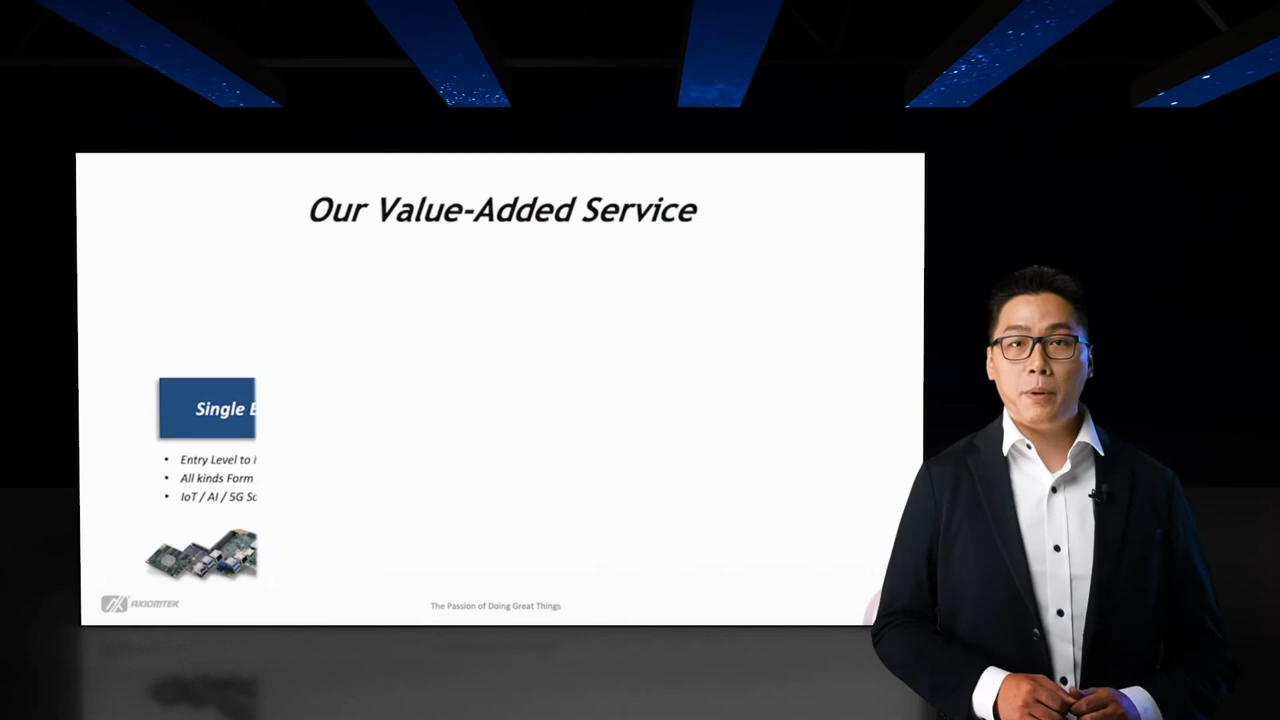 Our Value-Added Service
Single
• Entry Level to
• All kinds Form
• IoT / AI / 5G
AXIOMTEK
The Passion of Doing Great Things